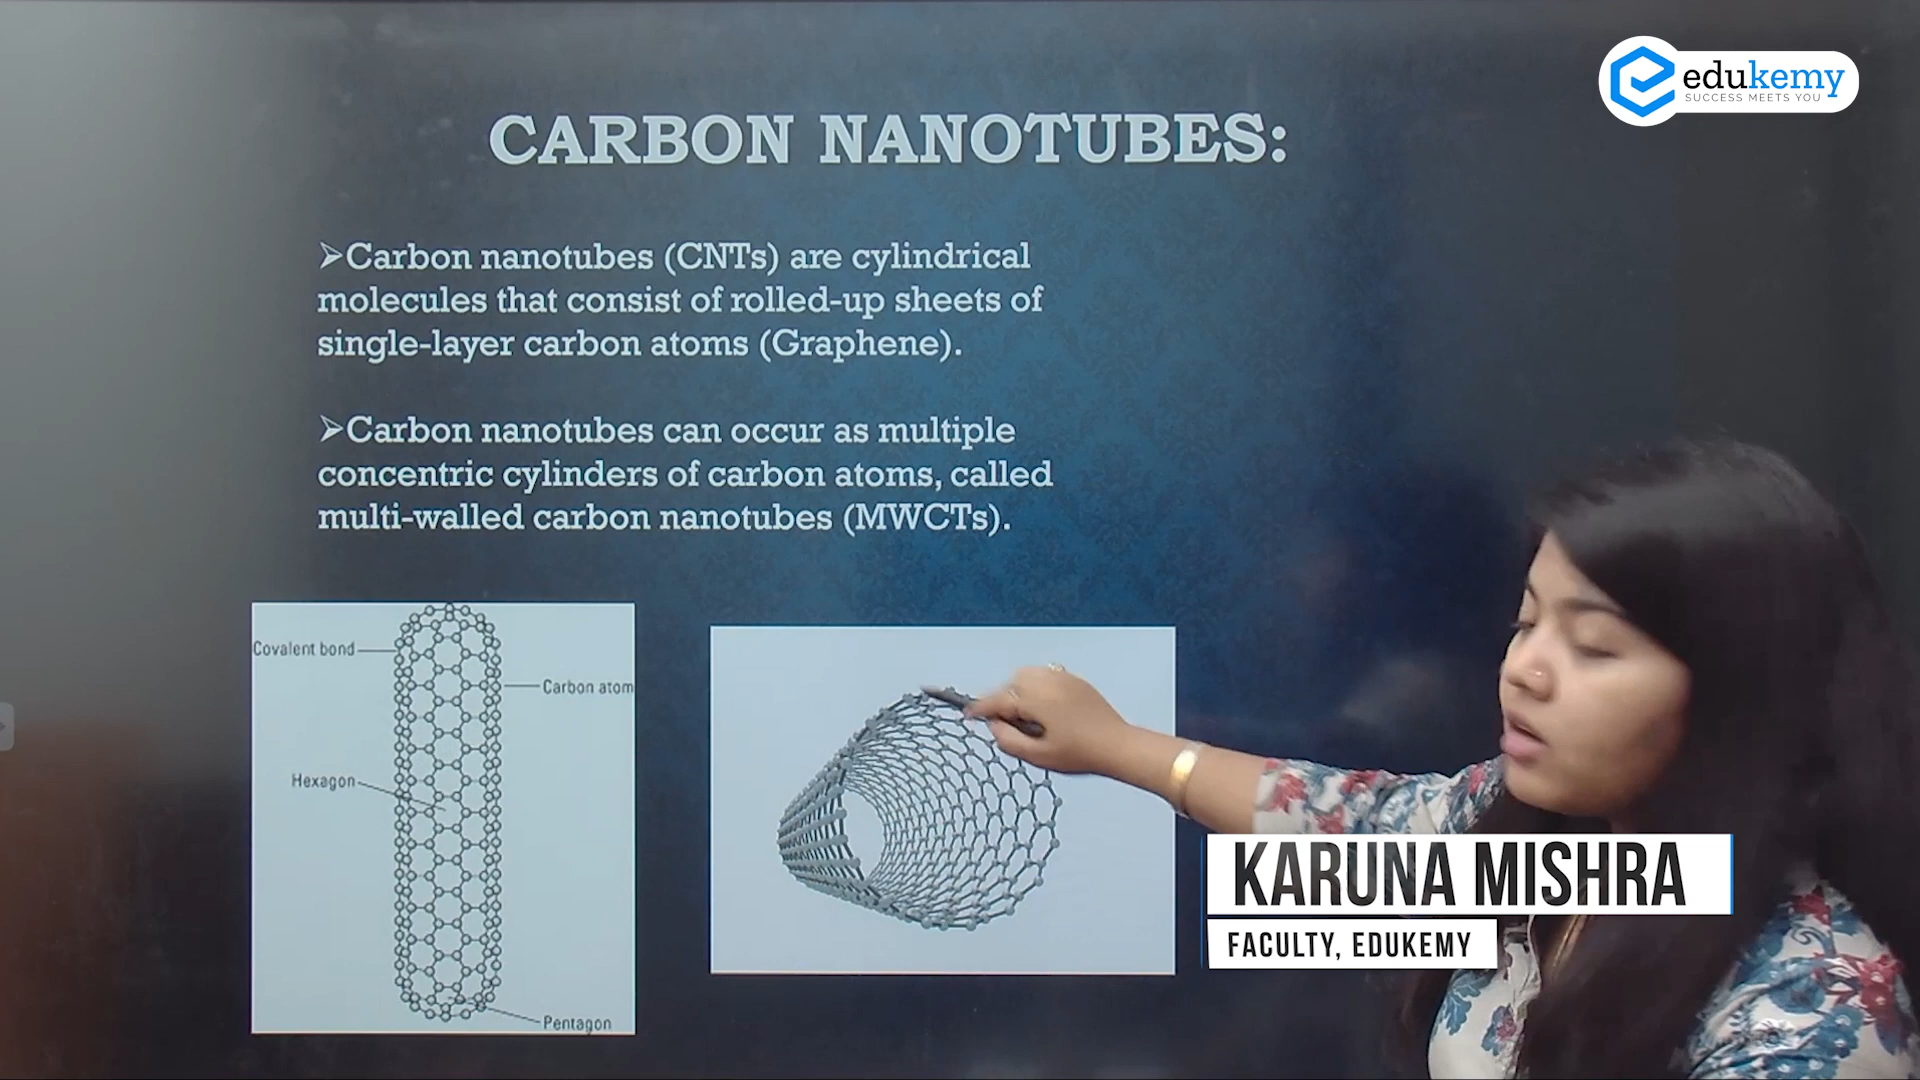 edukemy
SUCCESS MEETS YOU
CARBON NANOTUBES:
➢Carbon nanotubes (CNTs) are cylindrical
molecules that consist of rolled-up sheets of
single-layer carbon atoms (Graphene).
➢Carbon nanotubes can occur as multiple
concentric cylinders of carbon atoms, called
multi-walled carbon nanotubes (MWCTs).
Covalent bond
Carbon atom
Hexagon
Pentagon
KARUNA MISHRA
FACULTY, EDUKEMY